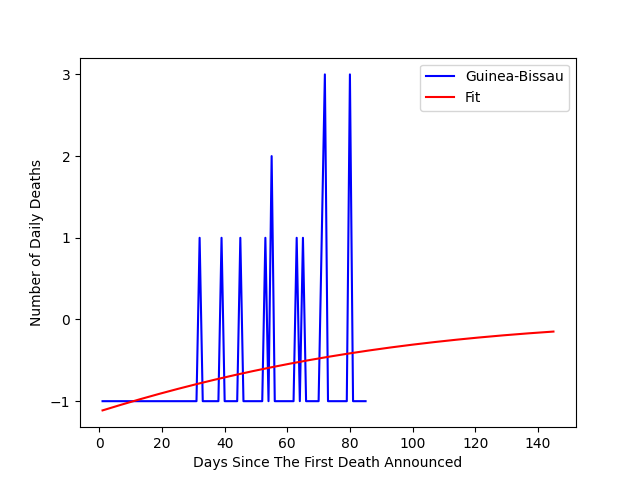 Guinea-Bissau
Fit
3
2
1
0
−1
Number of Daily Deaths
0 20 40 60 80 100 120 140
Days Since The First Death Announced